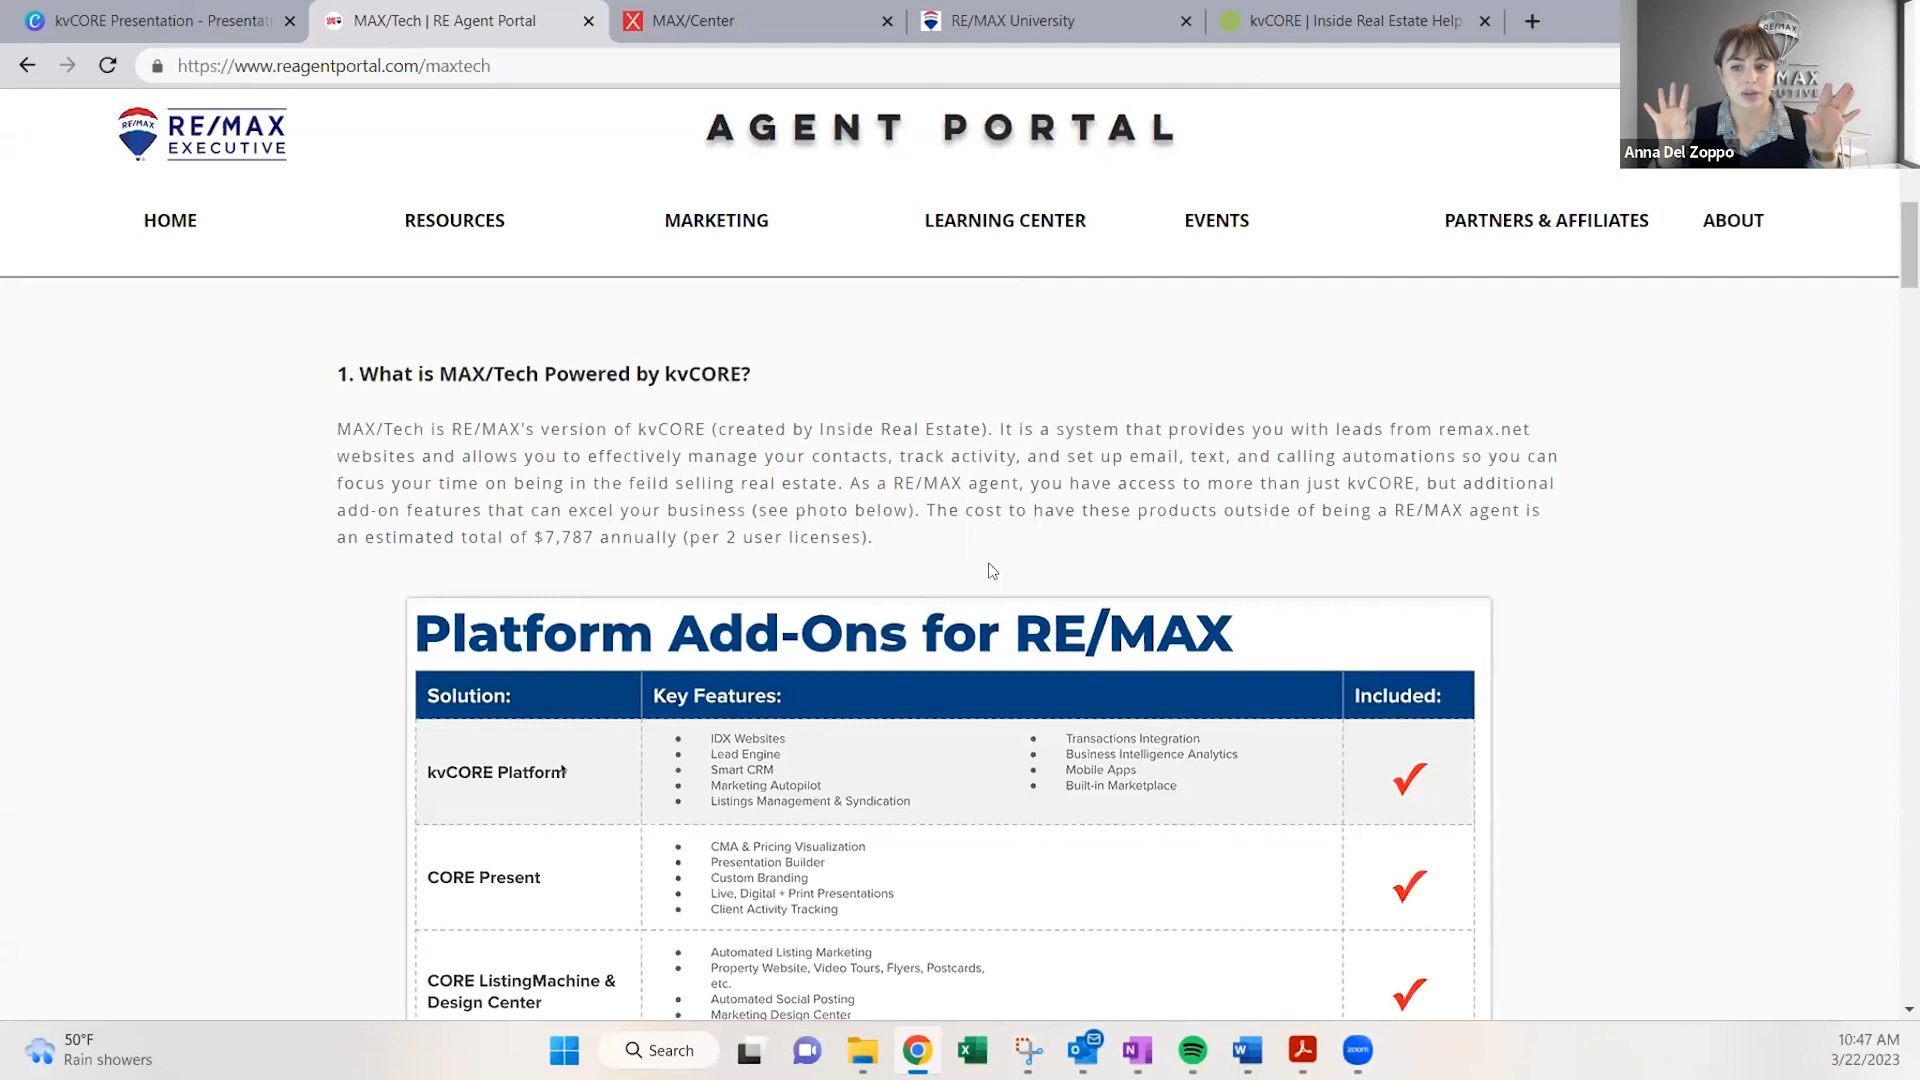 kvCORE Presentation - Presentat
MAX/Tech | RE Agent Portal
MAX/Center
RE/MAX University
kvCORE | Inside Real Estate Help
https://www.reagentportal.com/maxtech
RE/MAX
RE/MAX
EXECUTIVE
AGENT PORTAL
Anna Del Zoppo
HOME
RESOURCES
MARKETING
LEARNING CENTER
EVENTS
PARTNERS & AFFILIATES
ABOUT
1. What is MAX/Tech Powered by kvCORE?
MAX/Tech is RE/MAX's version of kvCORE (created by Inside Real Estate). It is a system that provides you with leads from remax.net
websites and allows you to effectively manage your contacts, track activity, and set up email, text, and calling automations so you can
focus your time on being in the feild selling real estate. As a RE/MAX agent, you have access to more than just kvCORE, but additional
add-on features that can excel your business (see photo below). The cost to have these products outside of being a RE/MAX agent is
an estimated total of $7,787 annually (per 2 user licenses).
Platform Add-Ons for RE/MAX
Solution:
Key Features:
Included:
kvCORE Platform
IDX Websites
Lead Engine
Smart CRM
Marketing Autopilot
Listings Management & Syndication
Transactions Integration
Business Intelligence Analytics
Mobile Apps
Built-in Marketplace
CORE Present
CMA & Pricing Visualization
Presentation Builder
Custom Branding
Live, Digital + Print Presentations
Client Activity Tracking
CORE ListingMachine &
Design Center
Automated Listing Marketing
Property Website, Video Tours, Flyers, Postcards,
etc.
Automated Social Posting
Marketing Design Center
50°F
Rain showers
Search
zoom
10:47 AM
3/22/2023